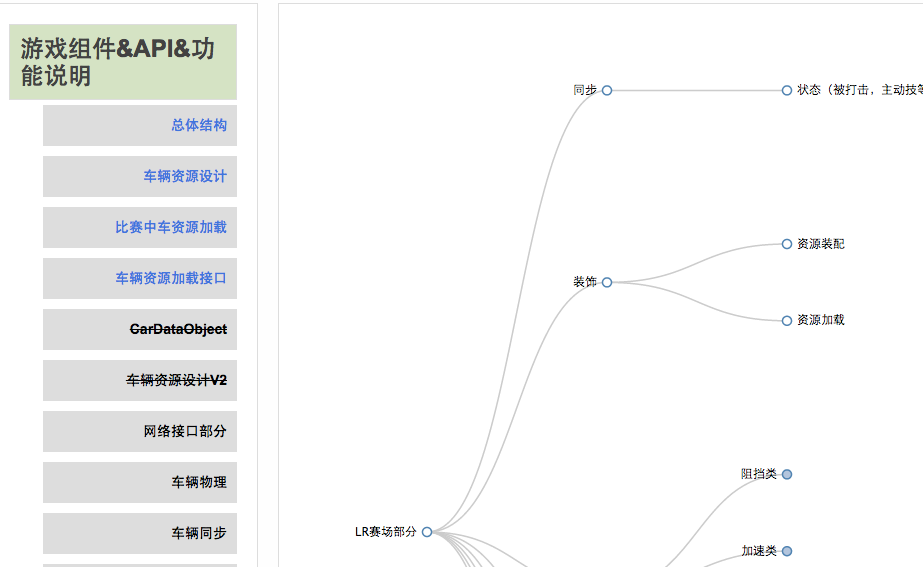 游戏组件&API&功
能说明
总体结构
车辆资源设计
比赛中车资源加载
车辆资源加载接口
CarDataObject
车辆资源设计V2
网络接口部分
车辆物理
车辆同步
同步
状态（被打击，主动技等
装饰
资源装配
资源加载
阻挡类
LR赛场部分
加速类